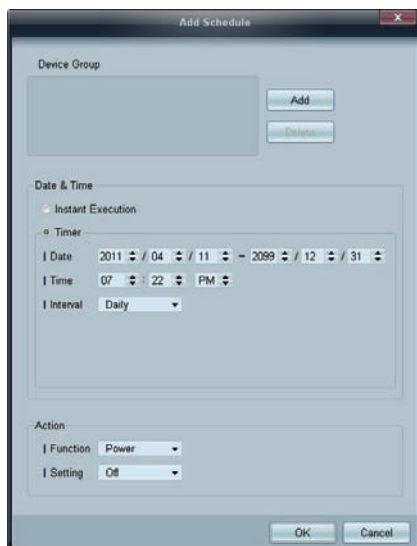 Add Schedule
Device Group
Add
Delete
Date & Time
Instant Execution
Timer
Date 2011 / 04 / 11 - 2099 / 12 / 31
Time 07 : 22 PM
Interval Daily
Action
Function Power
Setting Off
OK Cancel